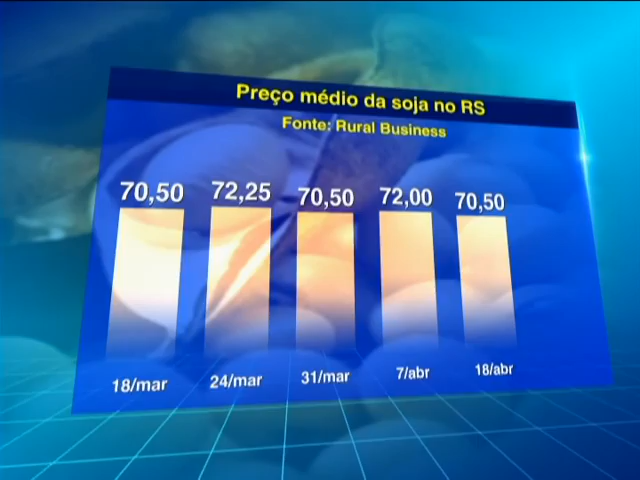 Preço médio da soja no RS
Fonte: Rural Business
70,50 72,25 70,50 72,00 70,50
18/mar 24/mar 31/mar 7/abr 18/abr